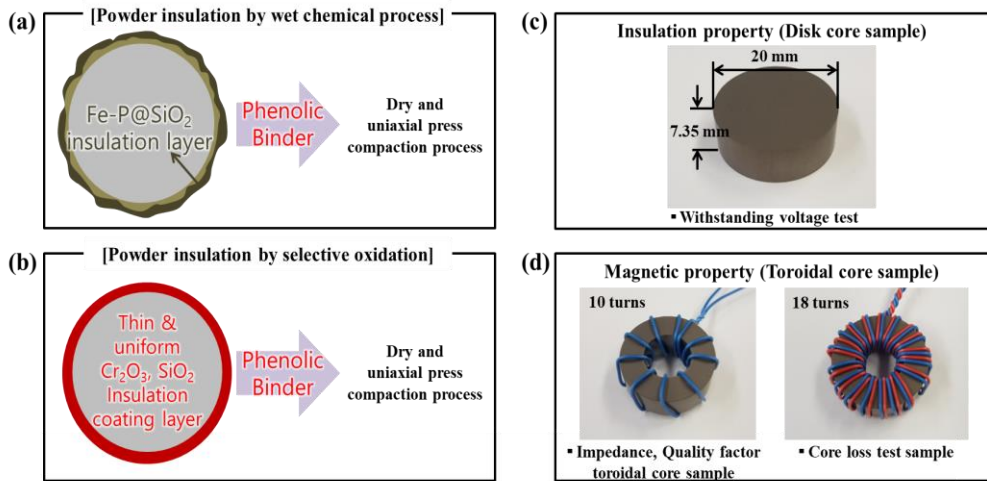 (a)
[Powder insulation by wet chemical process]
Fe-P@SiO₂
insulation layer
Phenolic
Binder
Dry and
uniaxial press
compaction process
(b)
[Powder insulation by selective oxidation]
Thin &
uniform
Cr₂O₃, SiO₂
Insulation
coating layer
Phenolic
Binder
Dry and
uniaxial press
compaction process
(c)
Insulation property (Disk core sample)
20 mm
7.35 mm
▪ Withstanding voltage test
(d)
Magnetic property (Toroidal core sample)
10 turns
18 turns
▪ Impedance, Quality factor
toroidal core sample
▪ Core loss test sample